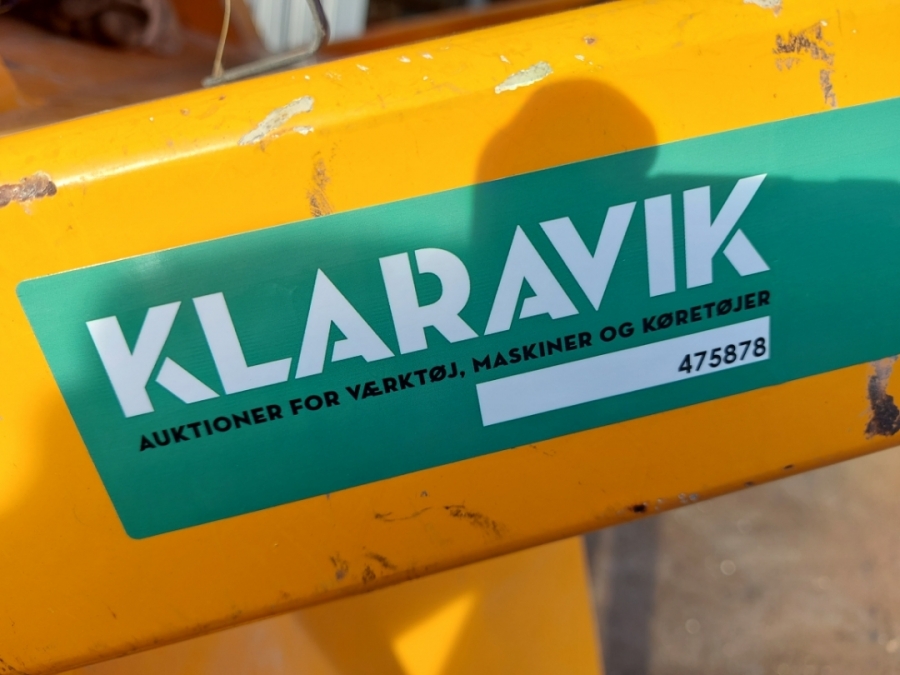 KLARAVIK
AUKTIONER FOR VÆRKTØJ, MASKINER OG KØRETØJER
475878